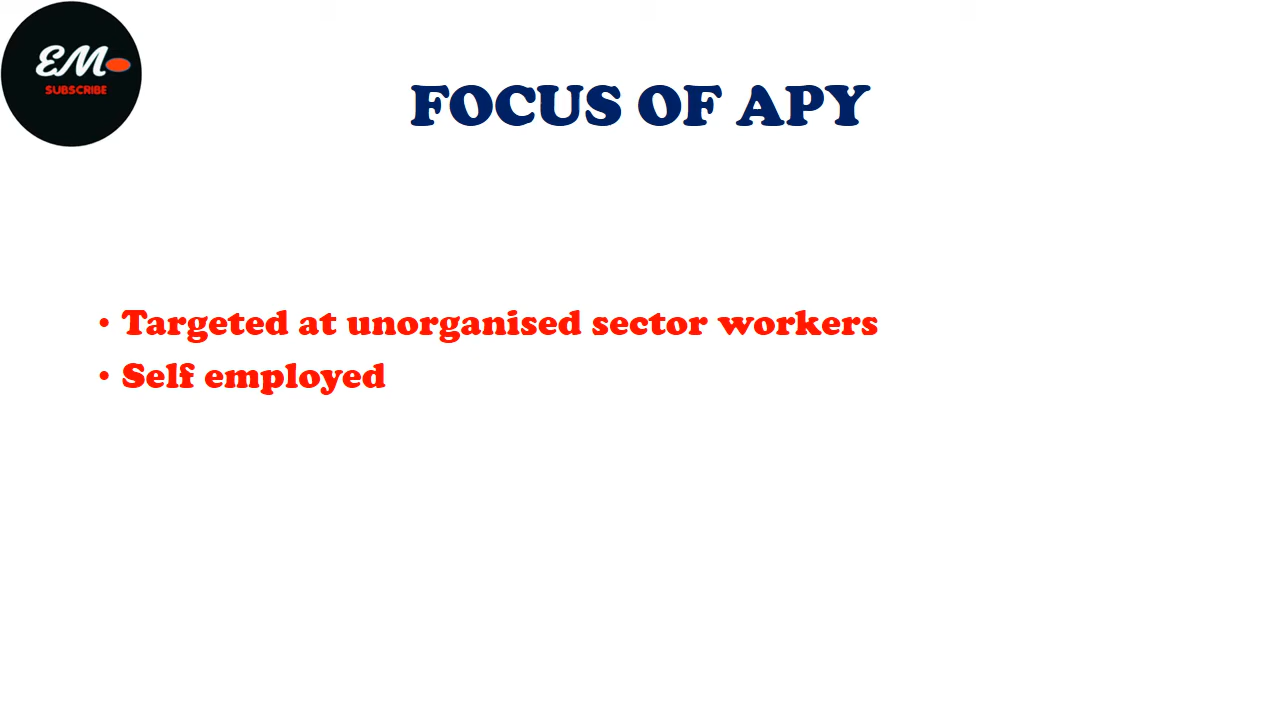 EM
SUBSCRIBE
FOCUS OF APY
• Targeted at unorganised sector workers
• Self employed